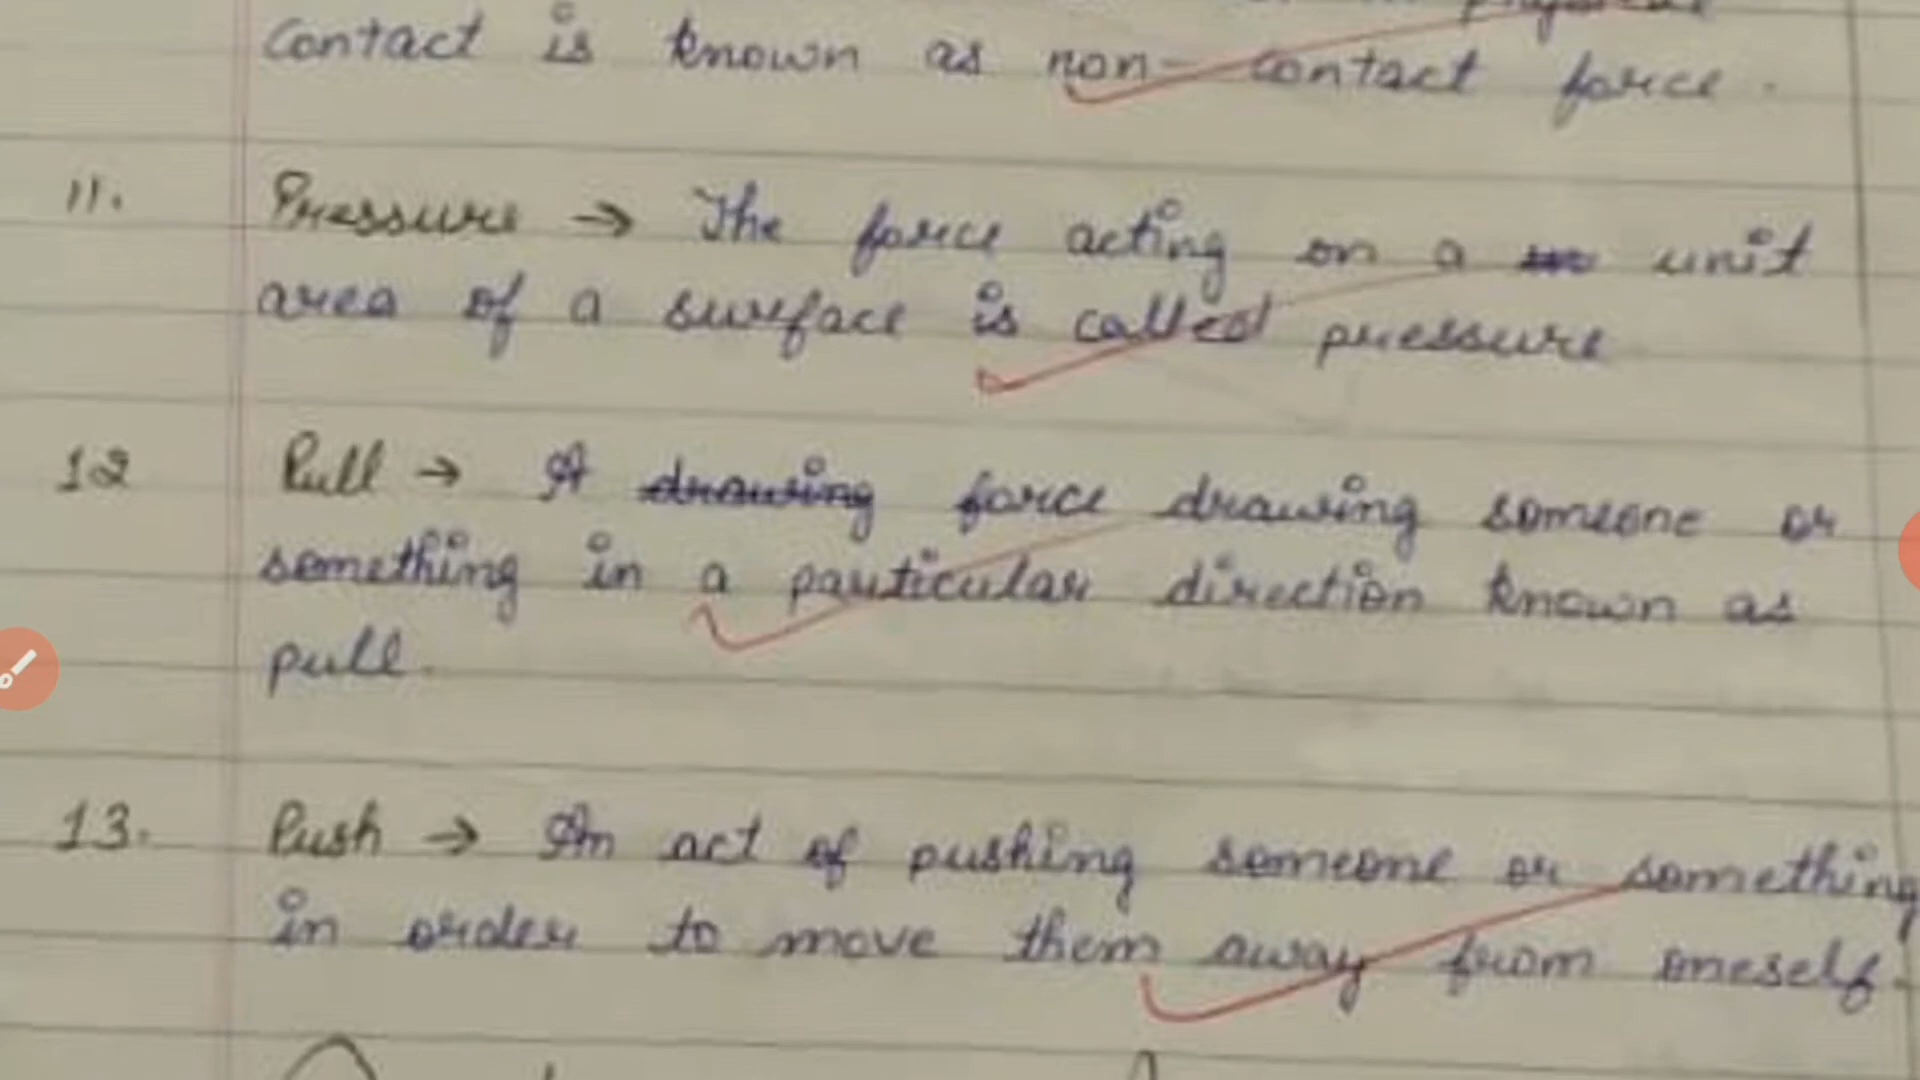 Contact is known as non-contact force.
11. Pressure → The force acting on a unit
area of a surface is called pressure
12 Pull → A drawing force drawing someone or
something in a particular direction known as
pull.
13. Push → An act of pushing someone or something
in order to move them away from oneself.